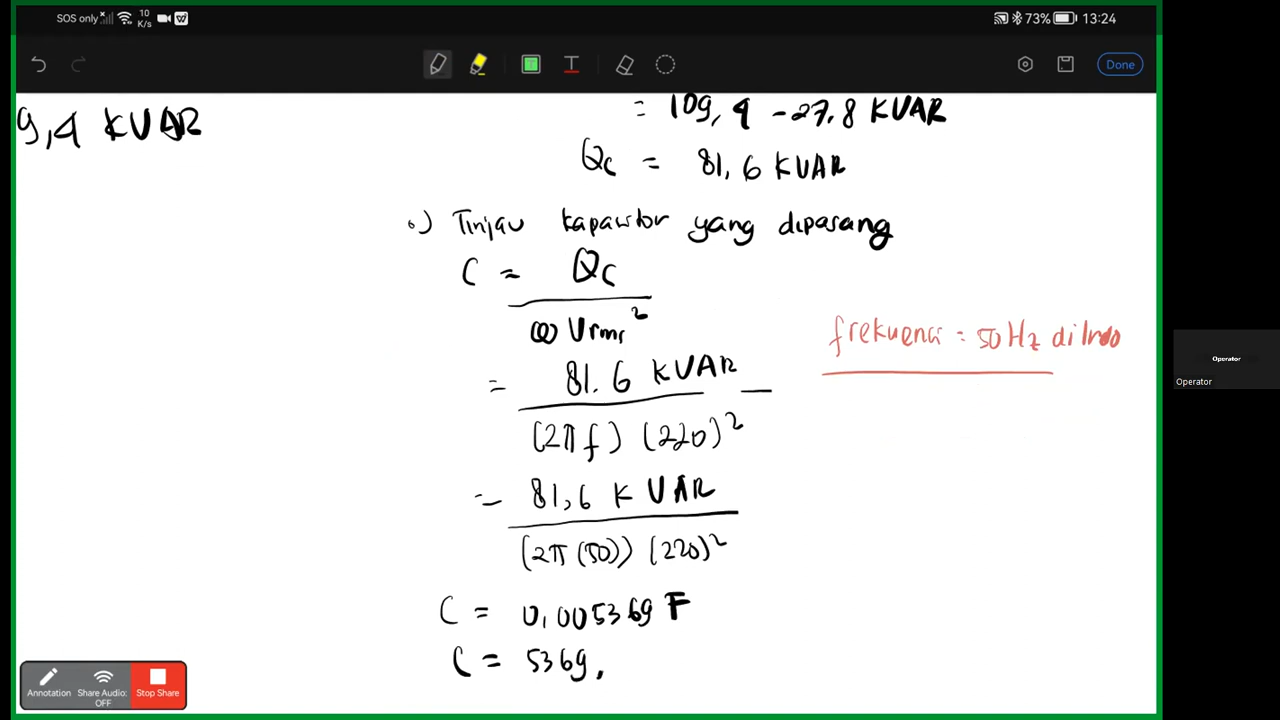 SOS only 10 K/s 73% 13:24
Done
9,4 KVAR
= 109,4 - 27.8 KVAR
Qc = 81,6 KVAR
o.) Tinjau kapasitor yang dipasang
C = Qc
ω Vrms²
frekuensi = 50 Hz di Indo
= 81.6 KVAR
(2πf) (220)²
= 81,6 K VAR
(2π(50)) (220)²
C = 0,005369 F
C = 5369,
Operator
Operator
Annotation
Share Audio: OFF
Stop Share